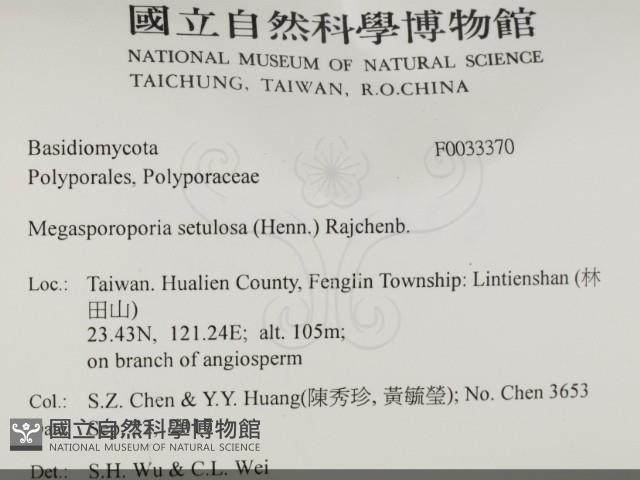 國立自然科學博物館
NATIONAL MUSEUM OF NATURAL SCIENCE
TAICHUNG, TAIWAN, R.O.CHINA
Basidiomycota F0033370
Polyporales, Polyporaceae
Megasporoporia setulosa (Henn.) Rajchenb.
Loc.: Taiwan. Hualien County, Fenglin Township: Lintienshan (林
田山)
23.43N, 121.24E; alt. 105m;
on branch of angiosperm
Col.: S.Z. Chen & Y.Y. Huang(陳秀珍, 黃毓瑩); No. Chen 3653
國立自然科學博物館
NATIONAL MUSEUM OF NATURAL SCIENCE
Det.: S.H. Wu & C.L. Wei